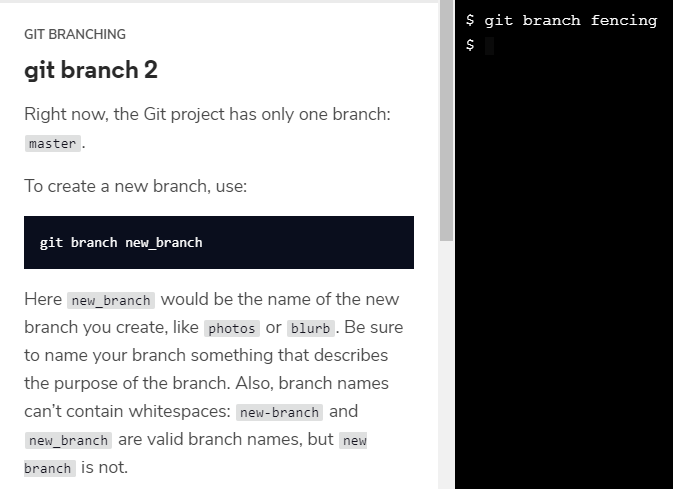 GIT BRANCHING
git branch 2
Right now, the Git project has only one branch:
master.
To create a new branch, use:
git branch new_branch
Here new_branch would be the name of the new
branch you create, like photos or blurb. Be sure
to name your branch something that describes
the purpose of the branch. Also, branch names
can’t contain whitespaces: new-branch and
new_branch are valid branch names, but new
branch is not.
$ git branch fencing
$